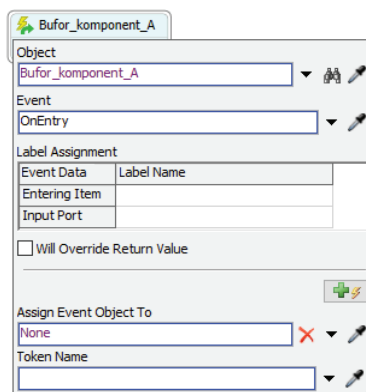 Bufor_komponent_A
Object
Bufor_komponent_A
Event
OnEntry
Label Assignment
Event Data Label Name
Entering Item
Input Port
Will Override Return Value
Assign Event Object To
None
Token Name